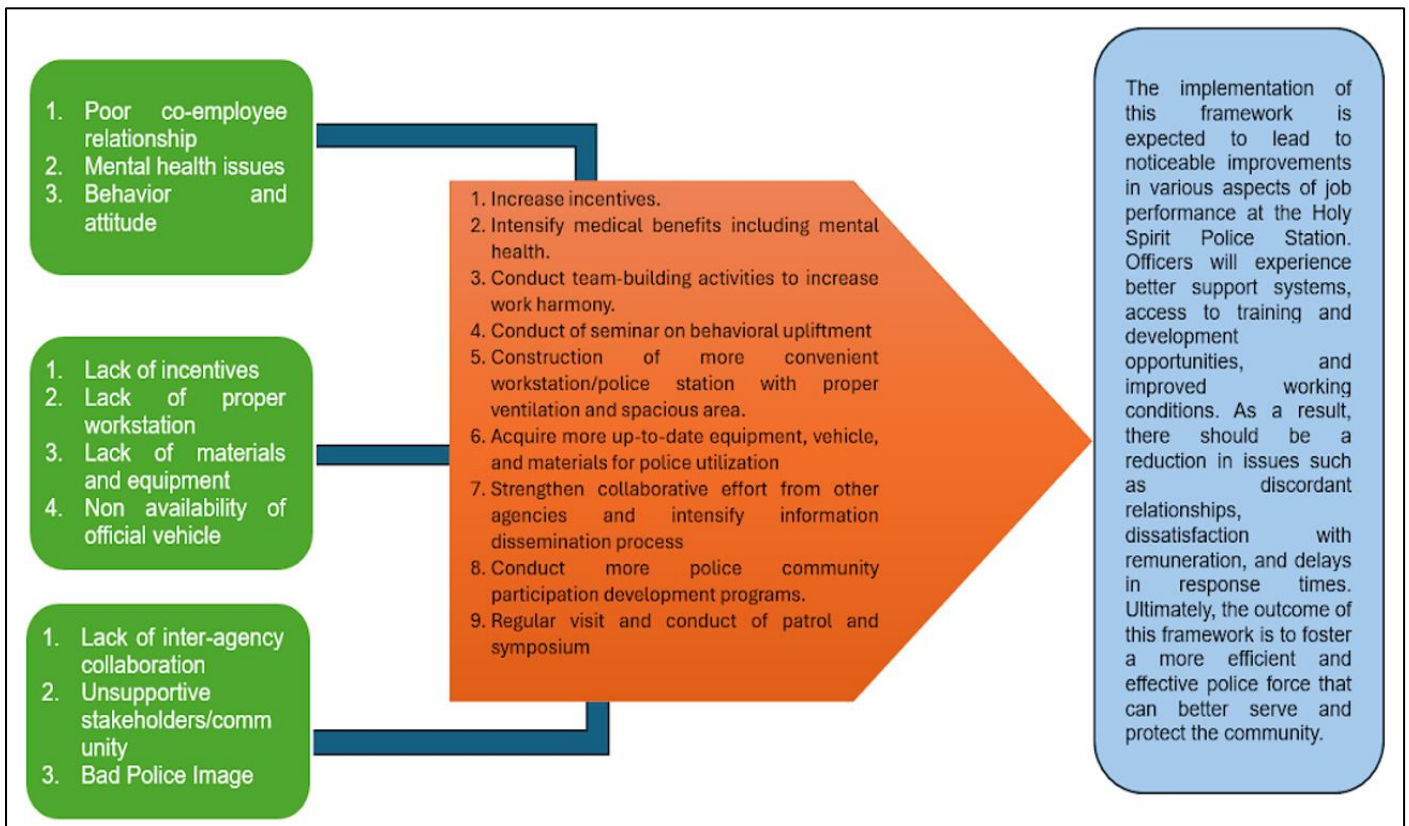 1. Poor co-employee
relationship
2. Mental health issues
3. Behavior and
attitude
1. Lack of incentives
2. Lack of proper
workstation
3. Lack of materials
and equipment
4. Non availability of
official vehicle
1. Lack of inter-agency
collaboration
2. Unsupportive
stakeholders/comm
unity
3. Bad Police Image
1. Increase incentives.
2. Intensify medical benefits including mental
health.
3. Conduct team-building activities to increase
work harmony.
4. Conduct of seminar on behavioral upliftment
5. Construction of more convenient
workstation/police station with proper
ventilation and spacious area.
6. Acquire more up-to-date equipment, vehicle,
and materials for police utilization
7. Strengthen collaborative effort from other
agencies and intensify information
dissemination process
8. Conduct more police community
participation development programs.
9. Regular visit and conduct of patrol and
symposium
The implementation of
this framework is
expected to lead to
noticeable improvements
in various aspects of job
performance at the Holy
Spirit Police Station.
Officers will experience
better support systems,
access to training and
development
opportunities, and
improved working
conditions. As a result,
there should be a
reduction in issues such
as discordant
relationships,
dissatisfaction with
remuneration, and delays
in response times.
Ultimately, the outcome of
this framework is to foster
a more efficient and
effective police force that
can better serve and
protect the community.